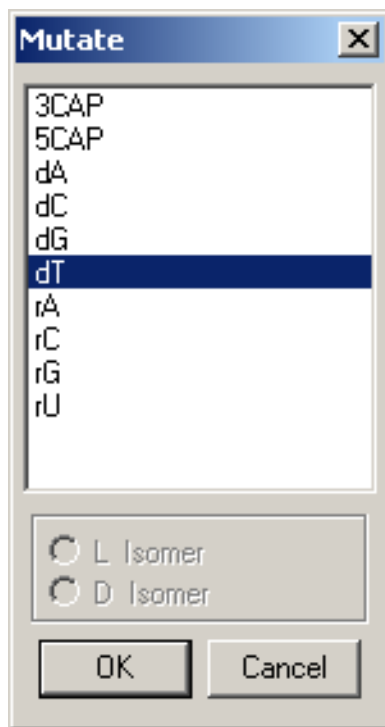 Mutate
3CAP
5CAP
dA
dC
dG
dT
rA
rC
rG
rU
L Isomer
D Isomer
OK Cancel